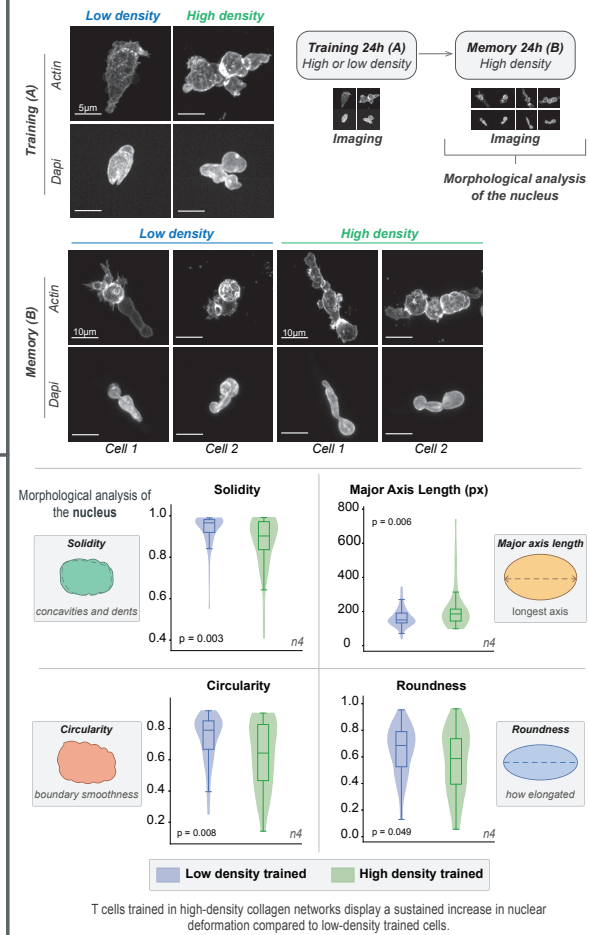 Low density
High density
Training (A)
Actin
5µm
Dapi
Training 24h (A)
High or low density
Memory 24h (B)
High density
Imaging
Imaging
Morphological analysis
of the nucleus
Low density
High density
Memory (B)
Actin
10µm
10µm
Dapi
Cell 1
Cell 2
Cell 1
Cell 2
Morphological analysis of
the nucleus
Solidity
concavities and dents
Solidity
1.0
0.8
0.6
0.4
p = 0.003
n4
Major Axis Length (px)
800
600
400
200
0
p = 0.006
n4
Major axis length
longest axis
Circularity
boundary smoothness
Circularity
0.8
0.6
0.4
0.2
p = 0.008
n4
Roundness
1.0
0.8
0.6
0.4
0.2
0.0
p = 0.049
n4
Roundness
how elongated
Low density trained
High density trained
T cells trained in high-density collagen networks display a sustained increase in nuclear
deformation compared to low-density trained cells.